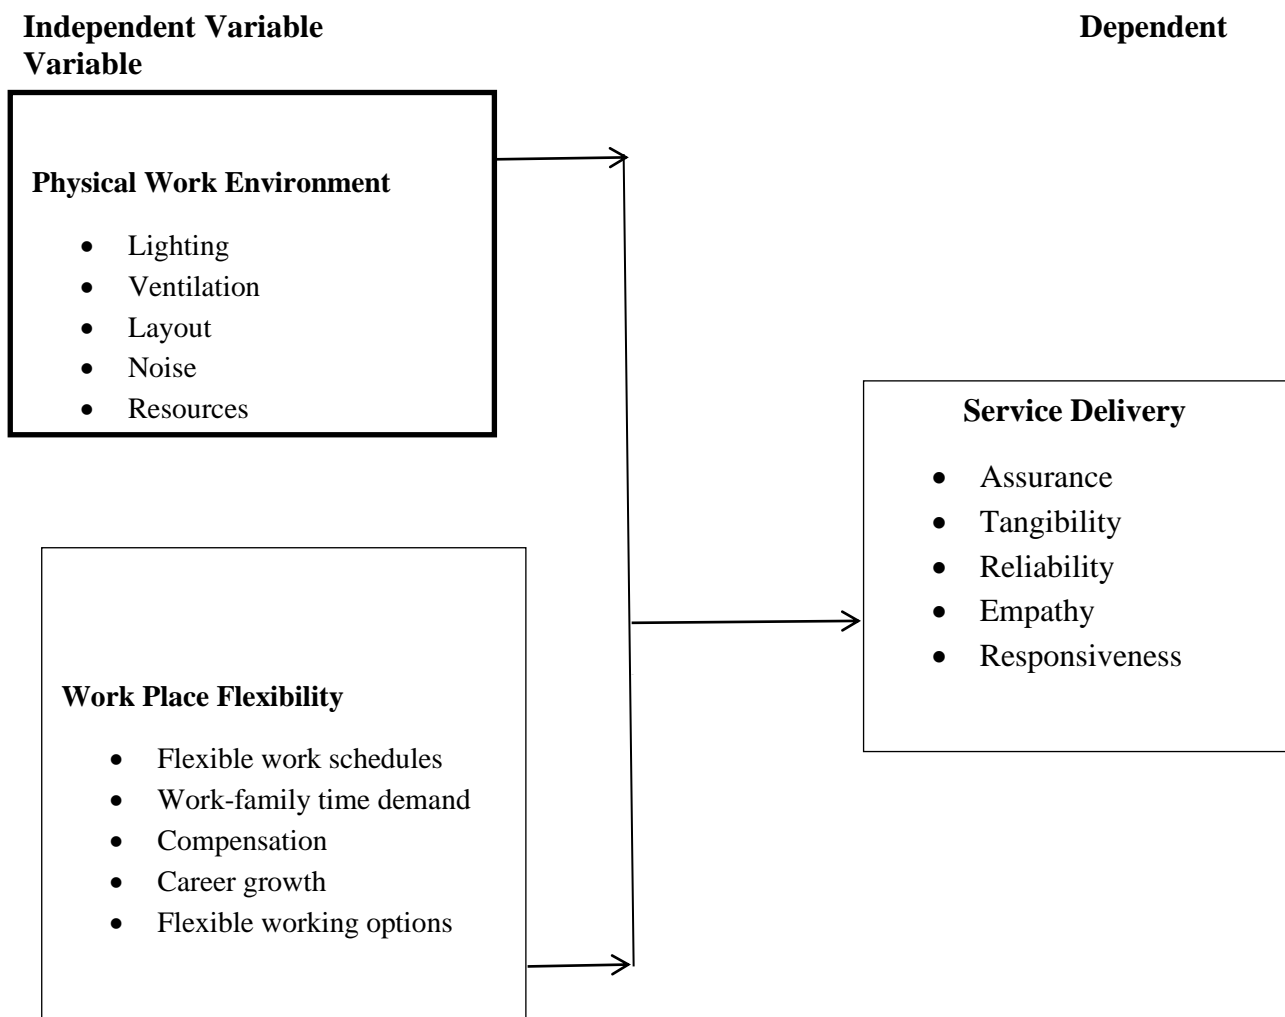 Independent Variable Dependent
Variable
Physical Work Environment
• Lighting
• Ventilation
• Layout
• Noise
• Resources
Service Delivery
• Assurance
• Tangibility
• Reliability
• Empathy
• Responsiveness
Work Place Flexibility
• Flexible work schedules
• Work-family time demand
• Compensation
• Career growth
• Flexible working options